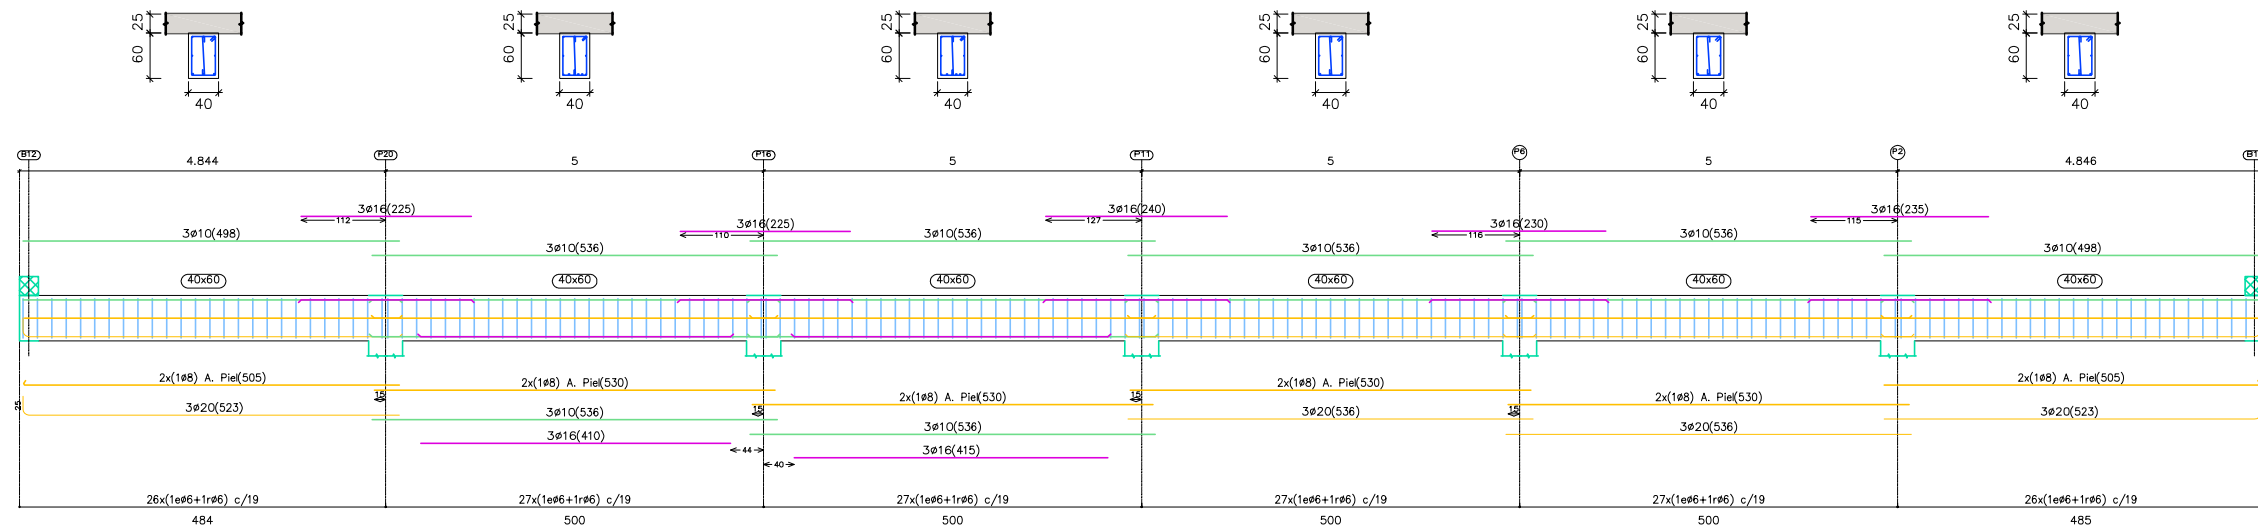 25 25 25 25 25 25
60 60 60 60 60 60
40 40 40 40 40 40
B12 P20 P16 P11 P6 P2
4.844 5 5 5 5 4.846
3ø16(225) 3ø16(240) 3ø16(235)
112 127 115
3ø16(225) 3ø16(230)
110 116
3ø10(498) 3ø10(536) 3ø10(536)
3ø10(536) 3ø10(536) 3ø10(498)
40x60 40x60 40x60 40x60 40x60 40x60
2x(1ø8) A. Piel(505) 2x(1ø8) A. Piel(505)
2x(1ø8) A. Piel(530) 2x(1ø8) A. Piel(530)
15 15
2x(1ø8) A. Piel(530) 2x(1ø8) A. Piel(530)
25 3ø20(523) 15 15
3ø10(536) 3ø20(536) 3ø20(523)
3ø10(536) 3ø20(536)
3ø16(410)
44 3ø16(415)
40
26x(1eø6+1rø6) c/19 27x(1eø6+1rø6) c/19 27x(1eø6+1rø6) c/19 27x(1eø6+1rø6) c/19 27x(1eø6+1rø6) c/19 26x(1eø6+1rø6) c/19
484 500 500 500 500 485